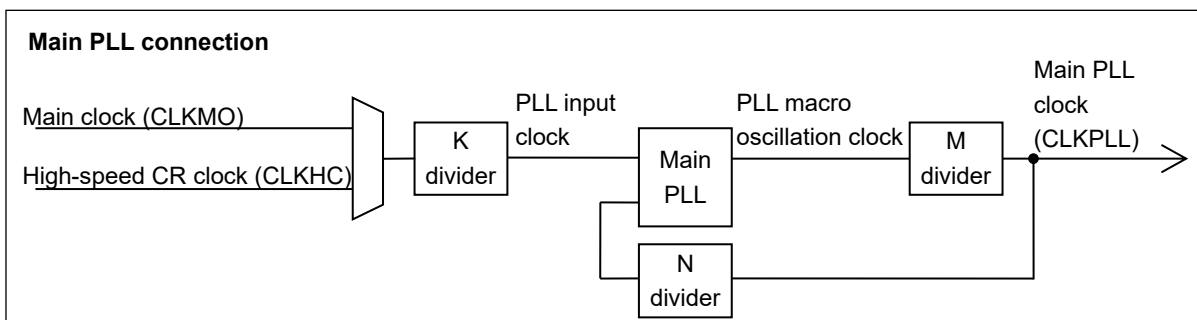 Main PLL connection
Main clock (CLKMO)
High-speed CR clock (CLKHC)
K
divider
PLL input
clock
Main
PLL
PLL macro
oscillation clock
M
divider
Main PLL
clock
(CLKPLL)
N
divider